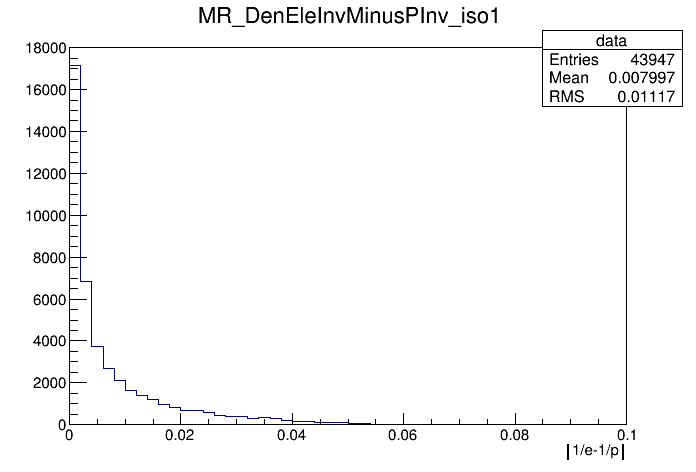 MR_DenEleInvMinusPInv_iso1
data
Entries 43947
Mean 0.007997
RMS 0.01117
18000
16000
14000
12000
10000
8000
6000
4000
2000
0
0 0.02 0.04 0.06 0.08 0.1
|1/e-1/p|